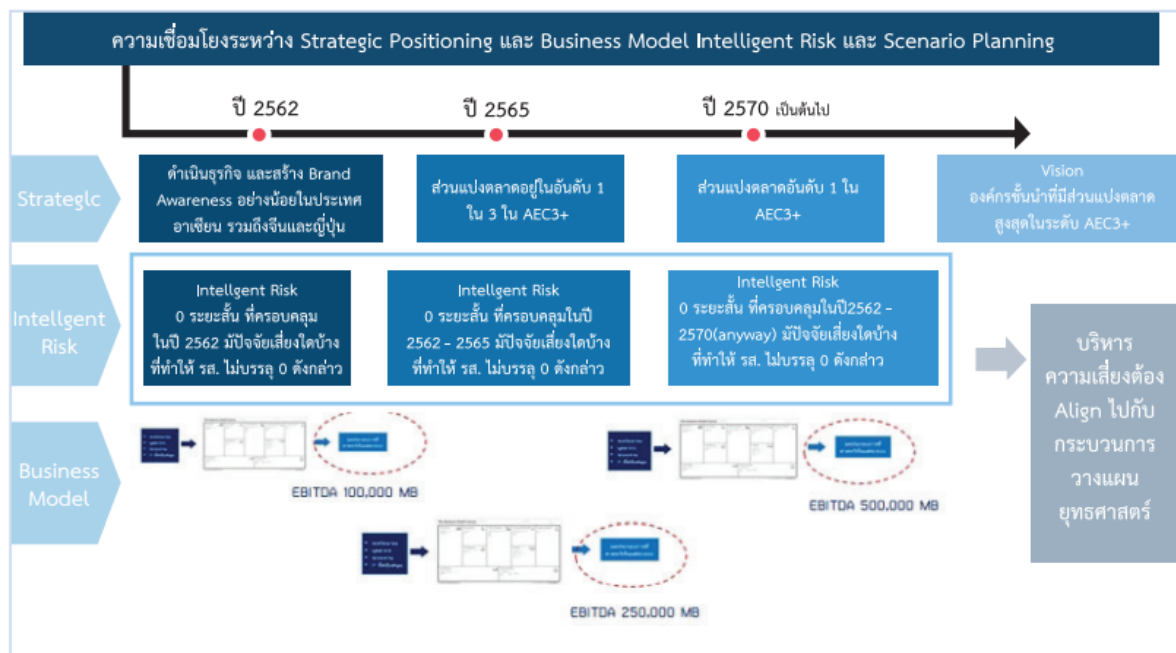 ความเชื่อมโยงระหว่าง Strategic Positioning และ Business Model Intelligent Risk และ Scenario Planning
ปี 2562
ปี 2565
ปี 2570 เป็นต้นไป
Strateglc
ดำเนินธุรกิจ และสร้าง Brand
Awareness อย่างน้อยในประเทศ
อาเซียน รวมถึงจีนและญี่ปุ่น
ส่วนแบ่งตลาดอยู่ในอันดับ 1
ใน 3 ใน AEC3+
ส่วนแปงตลาดอันดับ 1 ใน
AEC3+
Vision
องค์กรชั้นนำที่มีส่วนแปงตลาด
สูงสุดในระดับ AEC3+
Intellgent
Risk
Intellgent Risk
0 ระยะสั้น ที่ครอบคลุม
ในปี 2562 มัปัจจัยเสี่ยงใดบ้าง
ที่ทำให้ รส. ไม่บรรลุ 0 ดังกล่าว
Intellgent Risk
0 ระยะสั้น ที่ครอบคลุมในปี
2562 - 2565 มัปัจจัยเสี่ยงใดบ้าง
ที่ทำให้ รส. ไม่บรรลุ 0 ดังกล่าว
Intellgent Risk
0 ระยะสั้น ที่ครอบคลุมในปี2562 -
2570(anyway) มัปัจจัยเสี่ยงใดบ้าง
ที่ทำให้ รส. ไม่บรรลุ 0 ดังกล่าว
บริหาร
ความเสี่ยงต้อง
Align ไปกับ
กระบวนการ
วางแผน
ยุทธศาสตร์
Business
Model
EBITDA 100,000 MB
EBITDA 500,000 MB
EBITDA 250,000 MB